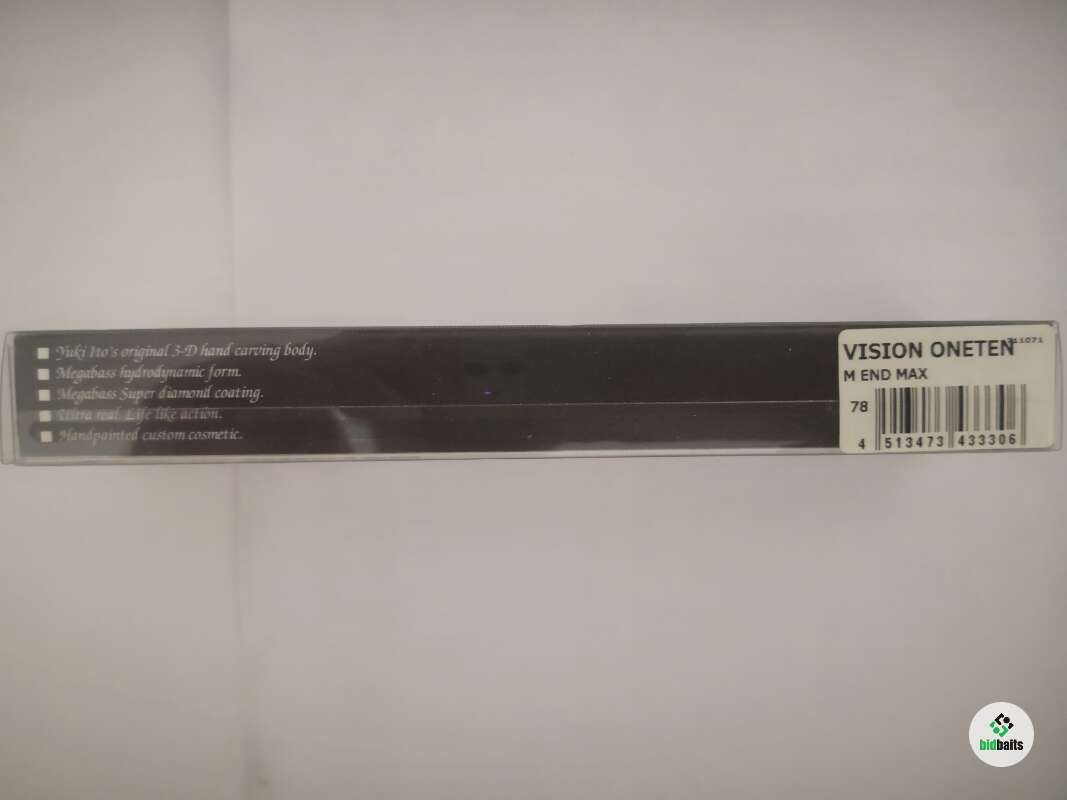 Yuki Ito's original 3-D hand carving body.
Megabass hydrodynamic form.
Megabass Super diamond coating.
Ultra real. Life like action.
Handpainted custom cosmetic.
VISION ONETEN
311071
M END MAX
78
4 513473 433306
bidbaits